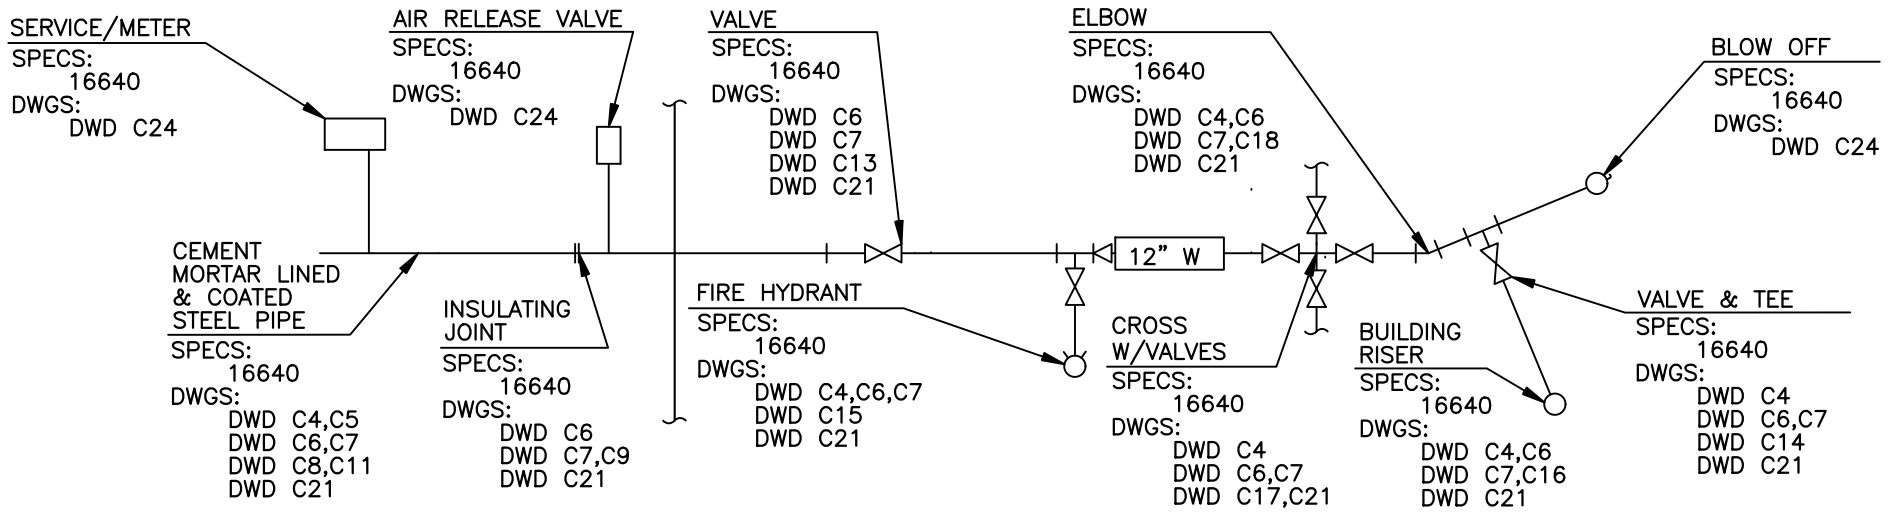 SERVICE/METER
SPECS:
16640
DWGS:
DWD C24
AIR RELEASE VALVE
SPECS:
16640
DWGS:
DWD C24
VALVE
SPECS:
16640
DWGS:
DWD C6
DWD C7
DWD C13
DWD C21
ELBOW
SPECS:
16640
DWGS:
DWD C4,C6
DWD C7,C18
DWD C21
BLOW OFF
SPECS:
16640
DWGS:
DWD C24
CEMENT
MORTAR LINED
& COATED
STEEL PIPE
SPECS:
16640
DWGS:
DWD C4,C5
DWD C6,C7
DWD C8,C11
DWD C21
INSULATING
JOINT
SPECS:
16640
DWGS:
DWD C6
DWD C7,C9
DWD C21
FIRE HYDRANT
SPECS:
16640
DWGS:
DWD C4,C6,C7
DWD C15
DWD C21
12" W
CROSS
W/VALVES
SPECS:
16640
DWGS:
DWD C4
DWD C6,C7
DWD C17,C21
BUILDING
RISER
SPECS:
16640
DWGS:
DWD C4,C6
DWD C7,C16
DWD C21
VALVE & TEE
SPECS:
16640
DWGS:
DWD C4
DWD C6,C7
DWD C14
DWD C21